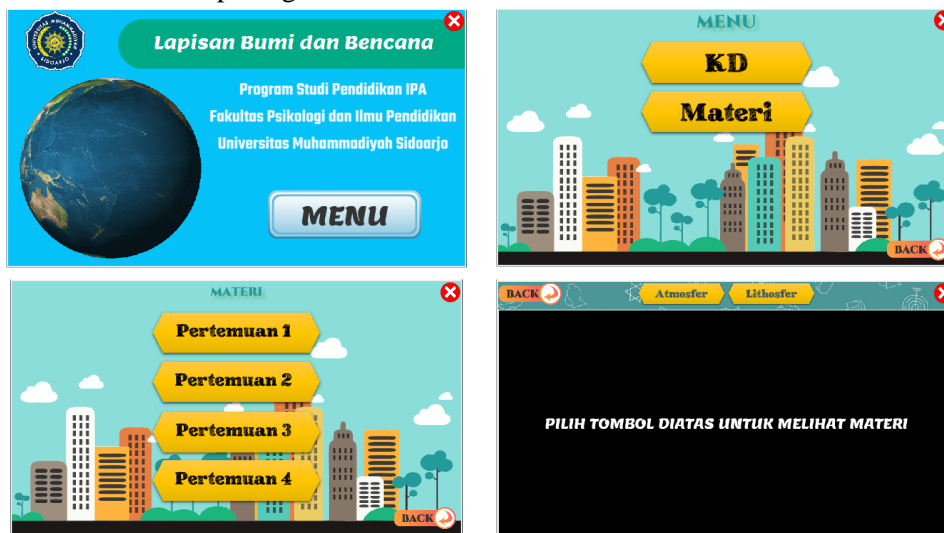 Lapisan Bumi dan Bencana
Program Studi Pendidikan IPA
Fakultas Psikologi dan Ilmu Pendidikan
Universitas Muhammadiyah Sidoarjo
MENU
MENU
KD
Materi
BACK
MATERI
Pertemuan 1
Pertemuan 2
Pertemuan 3
Pertemuan 4
BACK
BACK
Atmosfer
Lithosfer
PILIH TOMBOL DIATAS UNTUK MELIHAT MATERI